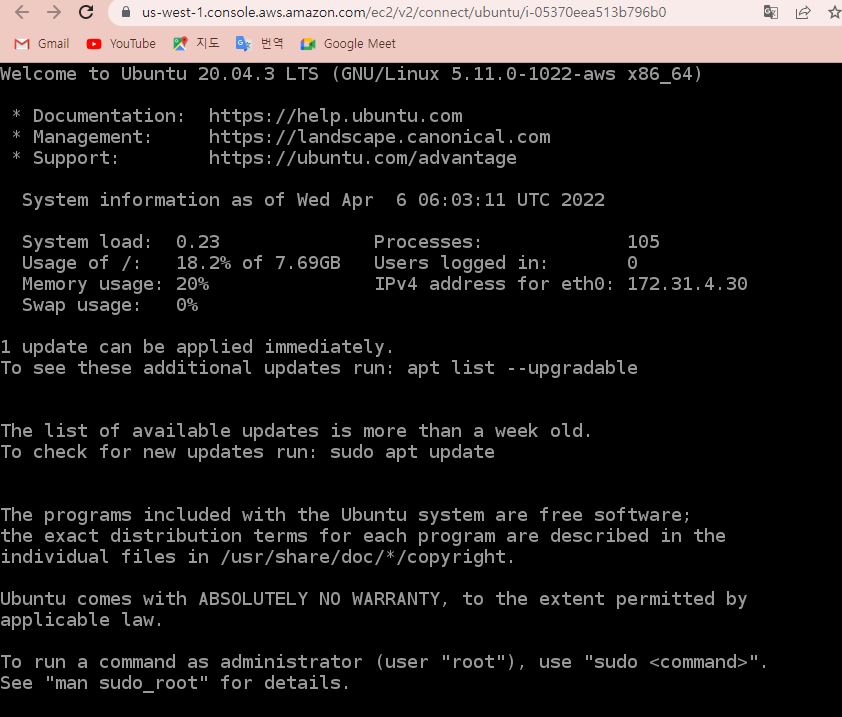 us-west-1.console.aws.amazon.com/ec2/v2/connect/ubuntu/i-05370eea513b796b0
Gmail YouTube 지도 번역 Google Meet
Welcome to Ubuntu 20.04.3 LTS (GNU/Linux 5.11.0-1022-aws x86_64)
* Documentation: https://help.ubuntu.com
* Management: https://landscape.canonical.com
* Support: https://ubuntu.com/advantage
System information as of Wed Apr 6 06:03:11 UTC 2022
System load: 0.23 Processes: 105
Usage of /: 18.2% of 7.69GB Users logged in: 0
Memory usage: 20% IPv4 address for eth0: 172.31.4.30
Swap usage: 0%
1 update can be applied immediately.
To see these additional updates run: apt list --upgradable
The list of available updates is more than a week old.
To check for new updates run: sudo apt update
The programs included with the Ubuntu system are free software;
the exact distribution terms for each program are described in the
individual files in /usr/share/doc/*/copyright.
Ubuntu comes with ABSOLUTELY NO WARRANTY, to the extent permitted by
applicable law.
To run a command as administrator (user "root"), use "sudo <command>".
See "man sudo_root" for details.